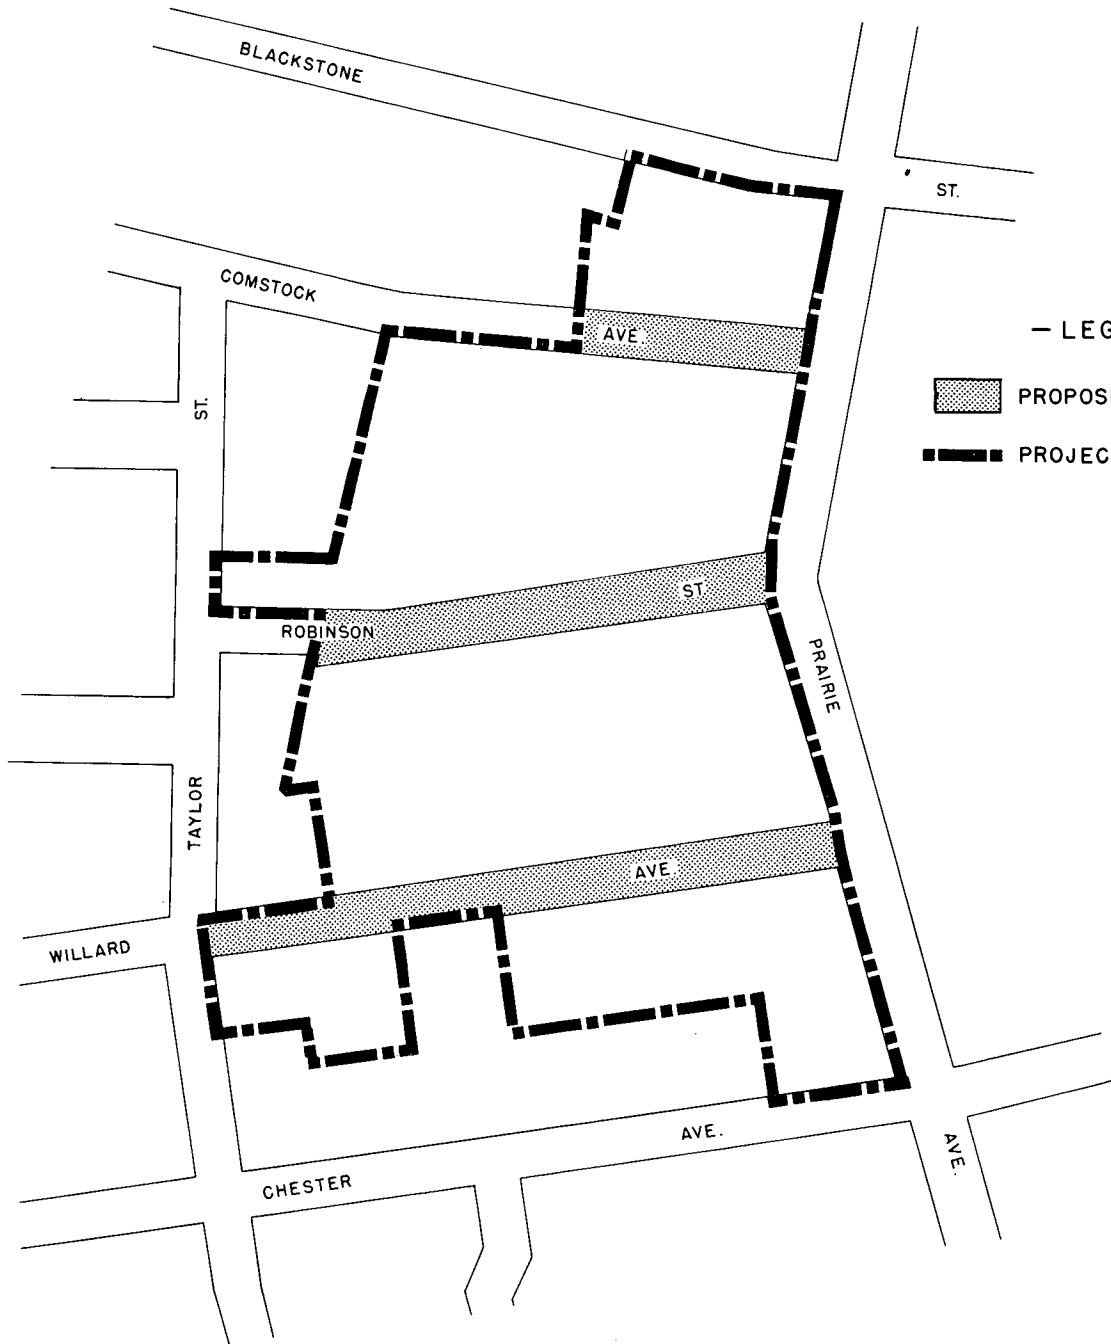 BLACKSTONE
ST.
COMSTOCK
AVE.
— LEG
ST.
PROPOS
PROJEC
ROBINSON
ST.
PRAIRIE
TAYLOR
AVE
WILLARD
AVE.
CHESTER
AVE.